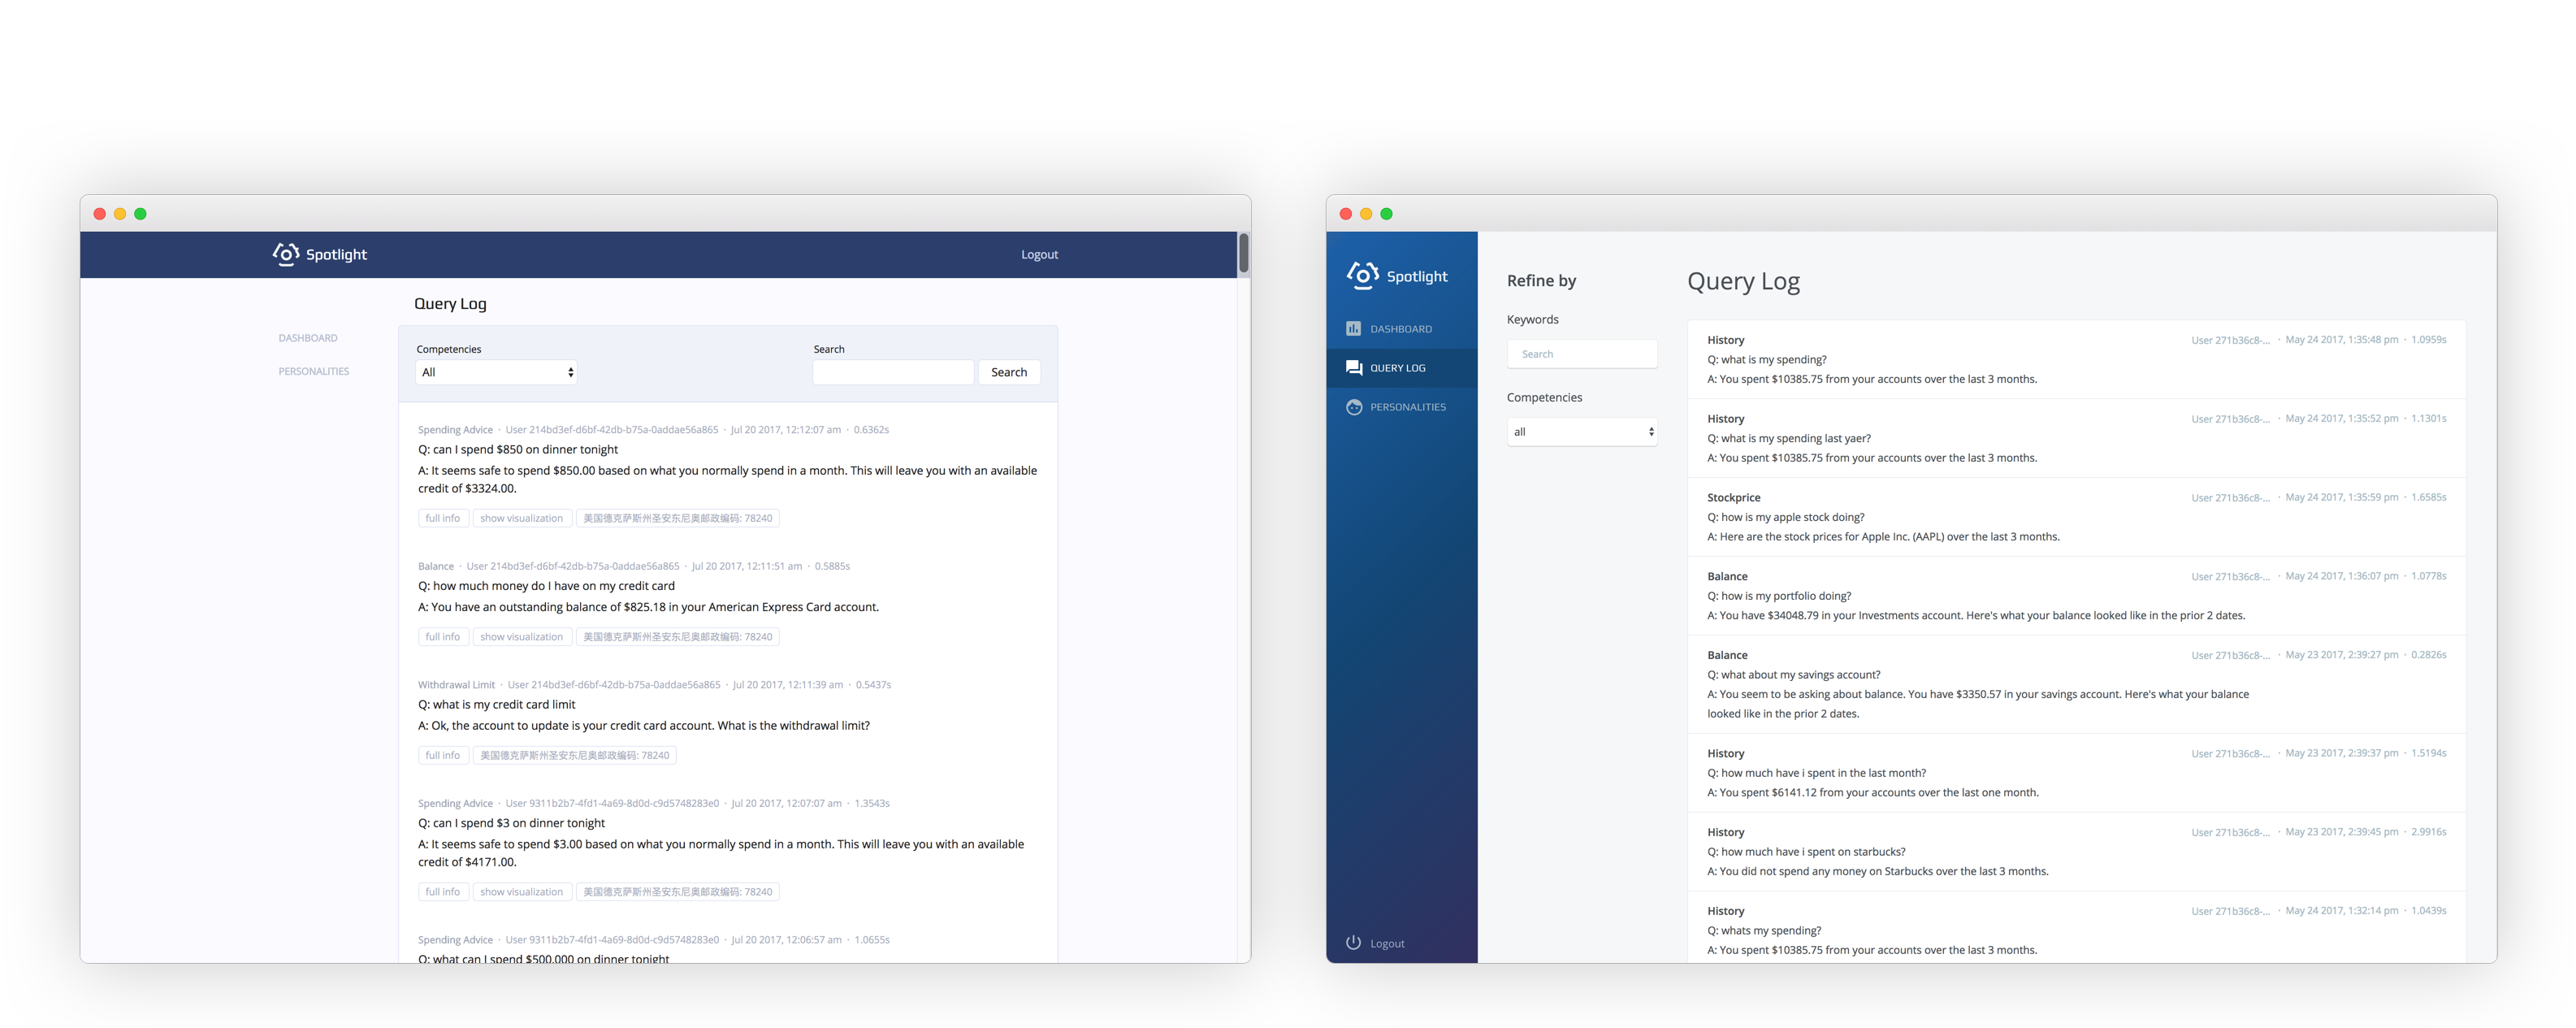 Spotlight
Logout
Query Log
DASHBOARD
PERSONALITIES
Competencies
Search
All
Search
Spending Advice · User 214bd3ef-d6bf-42db-b75a-0addae56a865 · Jul 20 2017, 12:12:07 am · 0.6362s
Q: can I spend $850 on dinner tonight
A: It seems safe to spend $850.00 based on what you normally spend in a month. This will leave you with an available
credit of $3324.00.
full info show visualization 美国德克萨斯州圣安东尼奥邮政编码: 78240
Balance · User 214bd3ef-d6bf-42db-b75a-0addae56a865 · Jul 20 2017, 12:11:51 am · 0.5885s
Q: how much money do I have on my credit card
A: You have an outstanding balance of $825.18 in your American Express Card account.
full info show visualization 美国德克萨斯州圣安东尼奥邮政编码: 78240
Withdrawal Limit · User 214bd3ef-d6bf-42db-b75a-0addae56a865 · Jul 20 2017, 12:11:39 am · 0.5437s
Q: what is my credit card limit
A: Ok, the account to update is your credit card account. What is the withdrawal limit?
full info 美国德克萨斯州圣安东尼奥邮政编码: 78240
Spending Advice · User 9311b2b7-4fd1-4a69-8d0d-c9d5748283e0 · Jul 20 2017, 12:07:07 am · 1.3543s
Q: can I spend $3 on dinner tonight
A: It seems safe to spend $3.00 based on what you normally spend in a month. This will leave you with an available
credit of $4171.00.
full info show visualization 美国德克萨斯州圣安东尼奥邮政编码: 78240
Spending Advice · User 9311b2b7-4fd1-4a69-8d0d-c9d5748283e0 · Jul 20 2017, 12:06:57 am · 1.0655s
Q: what can I spend $500,000 on dinner tonight
Spotlight
DASHBOARD
QUERY LOG
PERSONALITIES
Logout
Refine by
Keywords
Search
Competencies
all
Query Log
History User 271b36c8-... · May 24 2017, 1:35:48 pm · 1.0959s
Q: what is my spending?
A: You spent $10385.75 from your accounts over the last 3 months.
History User 271b36c8-... · May 24 2017, 1:35:52 pm · 1.1301s
Q: what is my spending last yaer?
A: You spent $10385.75 from your accounts over the last 3 months.
Stockprice User 271b36c8-... · May 24 2017, 1:35:59 pm · 1.6585s
Q: how is my apple stock doing?
A: Here are the stock prices for Apple Inc. (AAPL) over the last 3 months.
Balance User 271b36c8-... · May 24 2017, 1:36:07 pm · 1.0778s
Q: how is my portfolio doing?
A: You have $34048.79 in your Investments account. Here's what your balance looked like in the prior 2 dates.
Balance User 271b36c8-... · May 23 2017, 2:39:27 pm · 0.2826s
Q: what about my savings account?
A: You seem to be asking about balance. You have $3350.57 in your savings account. Here's what your balance
looked like in the prior 2 dates.
History User 271b36c8-... · May 23 2017, 2:39:37 pm · 1.5194s
Q: how much have i spent in the last month?
A: You spent $6141.12 from your accounts over the last one month.
History User 271b36c8-... · May 23 2017, 2:39:45 pm · 2.9916s
Q: how much have i spent on starbucks?
A: You did not spend any money on Starbucks over the last 3 months.
History User 271b36c8-... · May 24 2017, 1:32:14 pm · 1.0439s
Q: whats my spending?
A: You spent $10385.75 from your accounts over the last 3 months.